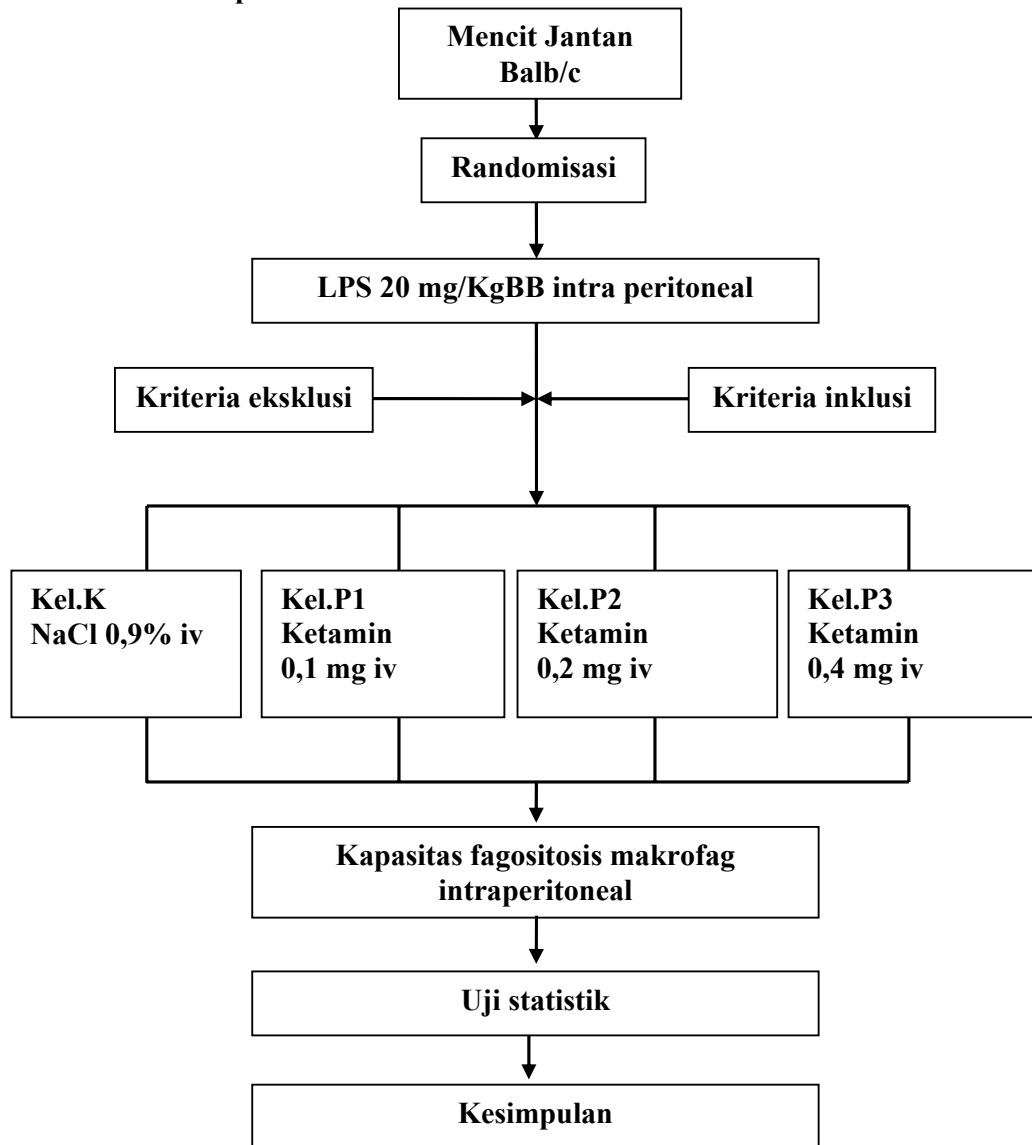 Mencit Jantan
Balb/c
Randomisasi
LPS 20 mg/KgBB intra peritoneal
Kriteria eksklusi
Kriteria inklusi
Kel.K
NaCl 0,9% iv
Kel.P1
Ketamin
0,1 mg iv
Kel.P2
Ketamin
0,2 mg iv
Kel.P3
Ketamin
0,4 mg iv
Kapasitas fagositosis makrofag
intraperitoneal
Uji statistik
Kesimpulan